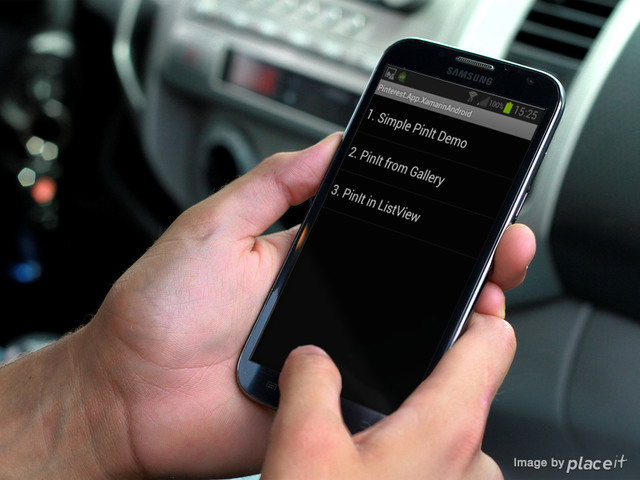 SAMSUNG
100% 15:25
Pinterest.App.XamarinAndroid
1. Simple PinIt Demo
2. PinIt from Gallery
3. PinIt in ListView
Image by placeit